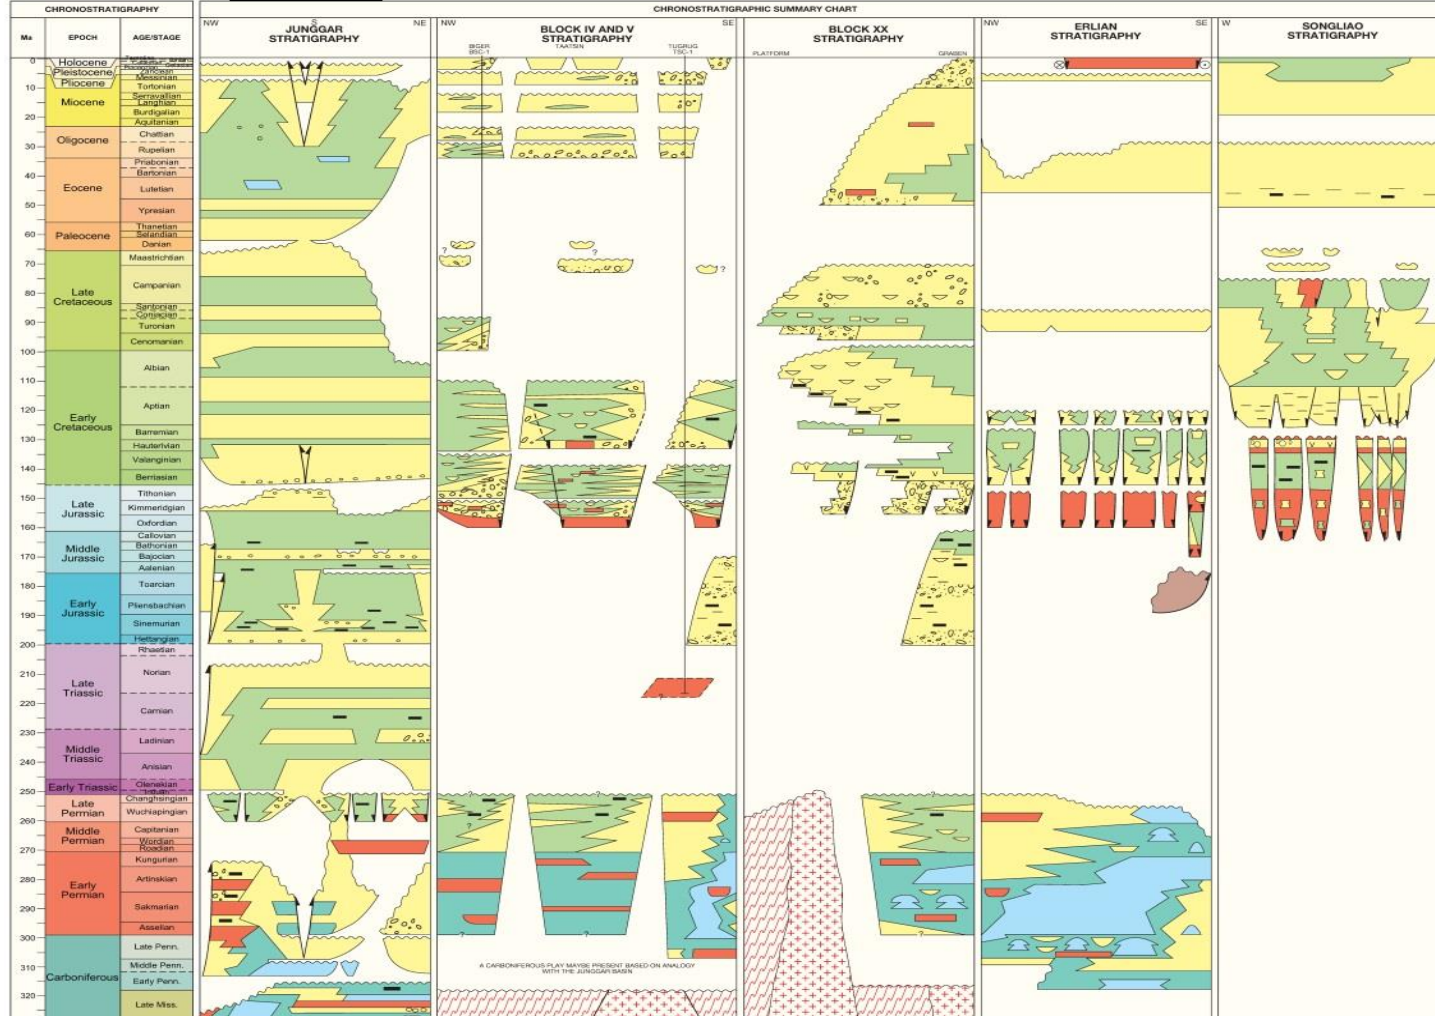 CHRONOSTRATIGRAPHY
CHRONOSTRATIGRAPHIC SUMMARY CHART
Ma
EPOCH
AGE/STAGE
NW
S
NE
JUNGGAR
STRATIGRAPHY
NW
SE
BLOCK IV AND V
STRATIGRAPHY
BIGER
BSC-1
TAATSIN
TUGRUG
TSC-1
BLOCK XX
STRATIGRAPHY
PLATFORM
GRABEN
NW
SE
ERLIAN
STRATIGRAPHY
W
SONGLIAO
STRATIGRAPHY
0
10
20
30
40
50
60
70
80
90
100
110
120
130
140
150
160
170
180
190
200
210
220
230
240
250
260
270
280
290
300
310
320
Holocene
Pleistocene
Pliocene
Miocene
Oligocene
Eocene
Paleocene
Late
Cretaceous
Early
Cretaceous
Late
Jurassic
Middle
Jurassic
Early
Jurassic
Late
Triassic
Middle
Triassic
Early Triassic
Late
Permian
Middle
Permian
Early
Permian
Carboniferous
Zanclean
Messinian
Tortonian
Serravallian
Langhian
Burdigalian
Aquitanian
Chattian
Rupelian
Priabonian
Bartonian
Lutetian
Ypresian
Thanetian
Selandian
Danian
Maastrichtian
Campanian
Santonian
Coniacian
Turonian
Cenomanian
Albian
Aptian
Barremian
Hauterivian
Valanginian
Berriasian
Tithonian
Kimmeridgian
Oxfordian
Callovian
Bathonian
Bajocian
Aalenian
Toarcian
Pliensbachian
Sinemurian
Hettangian
Rhaetian
Norian
Carnian
Ladinian
Anisian
Olenekian
Changhsingian
Wuchiapingian
Capitanian
Wordian
Roadian
Kungurian
Artinskian
Sakmarian
Asselian
Late Penn.
Middle Penn.
Early Penn.
Late Miss.
A CARBONIFEROUS PLAY MAYBE PRESENT BASED ON ANALOGY
WITH THE JUNGGAR BASIN